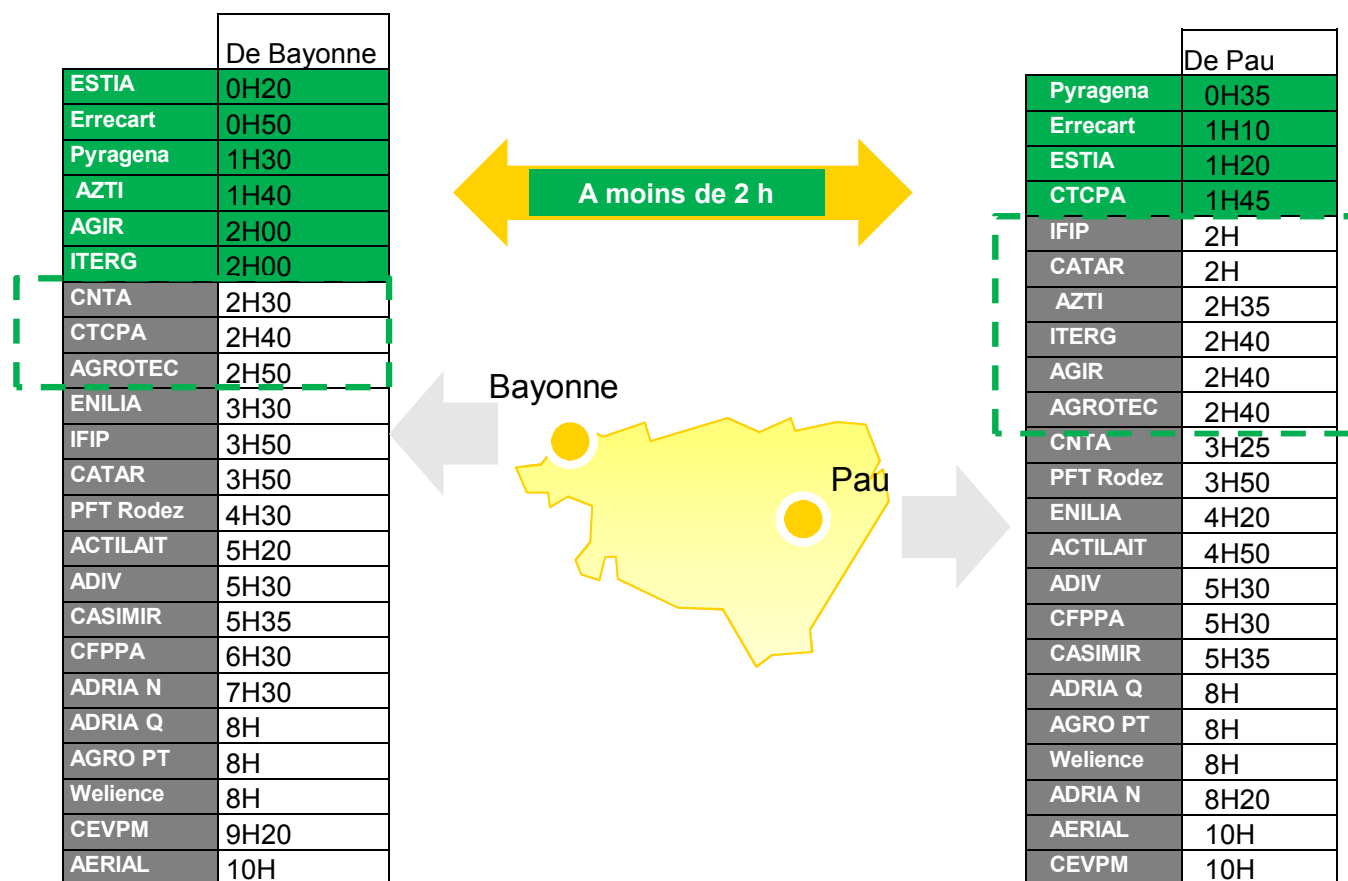 De Bayonne
ESTIA 0H20
Errecart 0H50
Pyragena 1H30
AZTI 1H40
AGIR 2H00
ITERG 2H00
CNTA 2H30
CTCPA 2H40
AGROTEC 2H50
ENILIA 3H30
IFIP 3H50
CATAR 3H50
PFT Rodez 4H30
ACTILAIT 5H20
ADIV 5H30
CASIMIR 5H35
CFPPA 6H30
ADRIA N 7H30
ADRIA Q 8H
AGRO PT 8H
Welience 8H
CEVPM 9H20
AERIAL 10H
A moins de 2 h
Bayonne
Pau
De Pau
Pyragena 0H35
Errecart 1H10
ESTIA 1H20
CTCPA 1H45
IFIP 2H
CATAR 2H
AZTI 2H35
ITERG 2H40
AGIR 2H40
AGROTEC 2H40
CNTA 3H25
PFT Rodez 3H50
ENILIA 4H20
ACTILAIT 4H50
ADIV 5H30
CFPPA 5H30
CASIMIR 5H35
ADRIA Q 8H
AGRO PT 8H
Welience 8H
ADRIA N 8H20
AERIAL 10H
CEVPM 10H